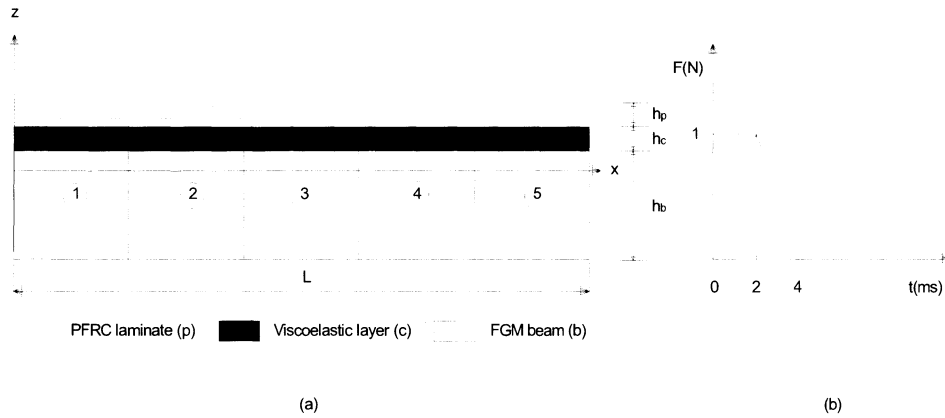 z
F(N)
hp
1
hc
x
1 2 3 4 5
hb
L
0 2 4 t(ms)
PFRC laminate (p) Viscoelastic layer (c) FGM beam (b)
(a) (b)